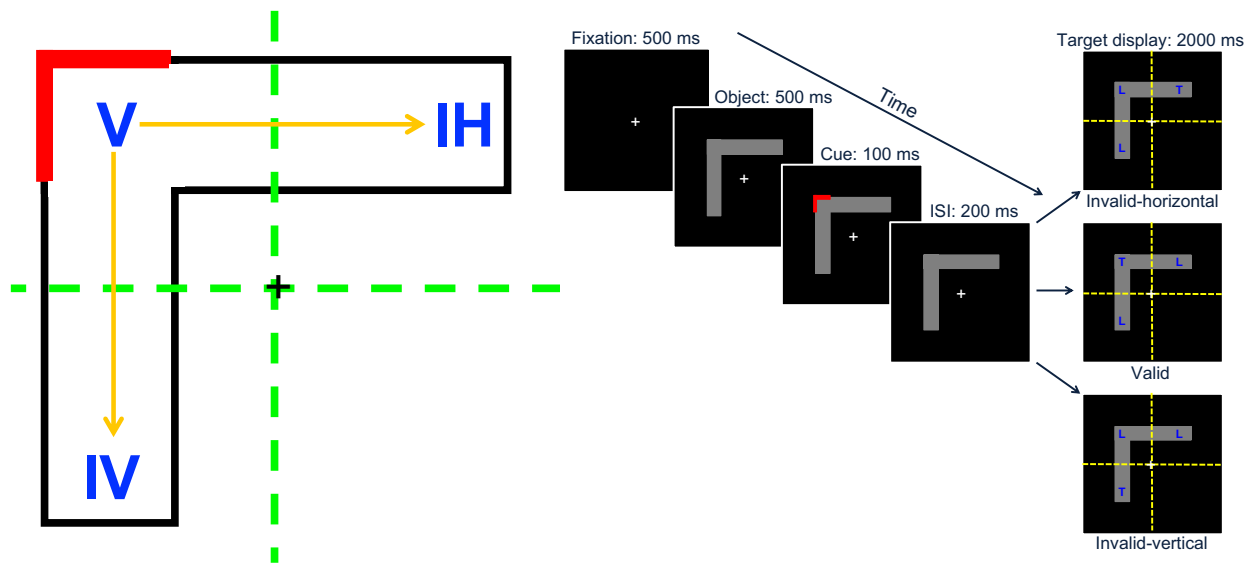 V
IH
IV
Fixation: 500 ms
Object: 500 ms
Cue: 100 ms
ISI: 200 ms
Time
Target display: 2000 ms
L T
L
Invalid-horizontal
T L
L
Valid
L L
T
Invalid-vertical